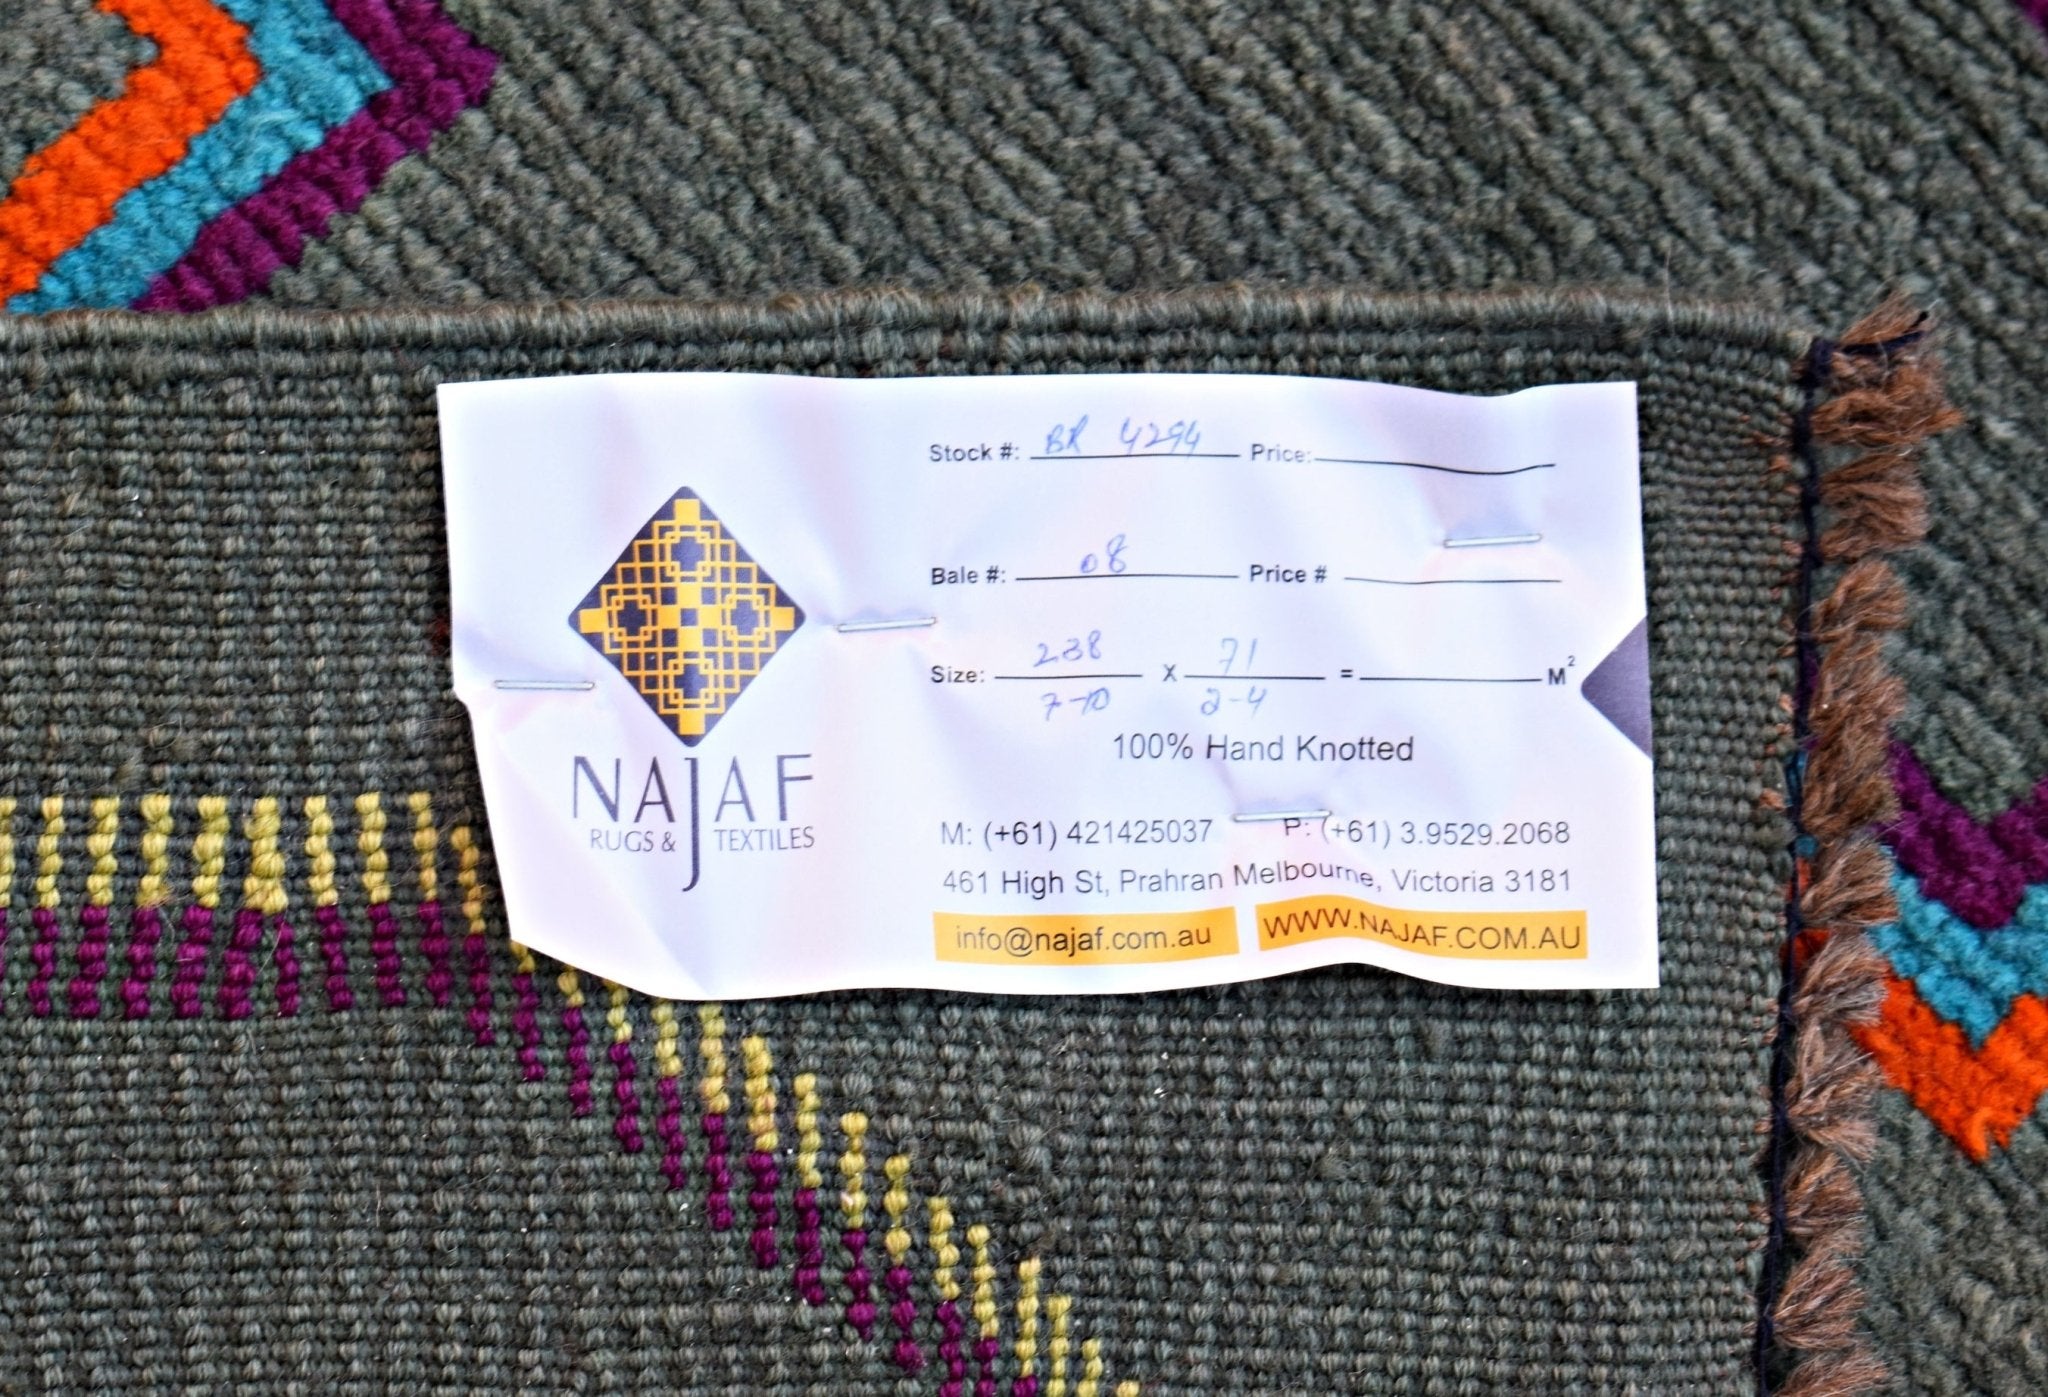 NAJAF
RUGS & TEXTILES
Stock #: BR 4294 Price:
Bale #: 08 Price #
Size: 238 X 71 = M²
7-10 2-4
100% Hand Knotted
M: (+61) 421425037 P: (+61) 3.9529.2068
461 High St, Prahran Melbourne, Victoria 3181
info@najaf.com.au WWW.NAJAF.COM.AU